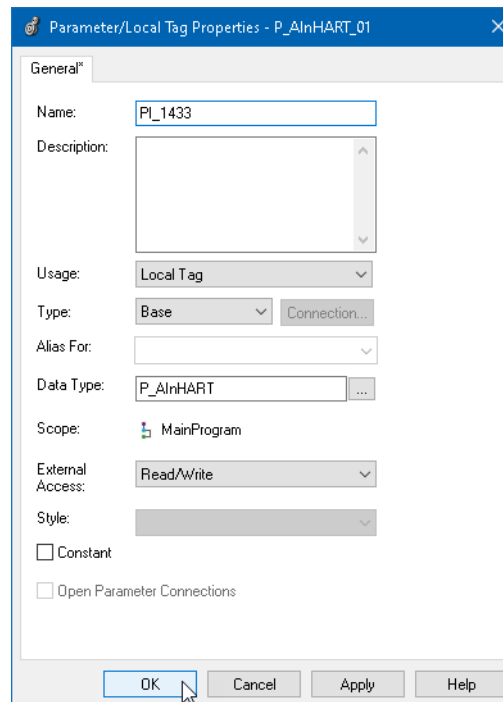 Parameter/Local Tag Properties - P_AInHART_01
General*
Name: PI_1433
Description:
Usage: Local Tag
Type: Base Connection...
Alias For:
Data Type: P_AInHART ...
Scope: MainProgram
External Access: Read/Write
Style:
Constant
Open Parameter Connections
OK Cancel Apply Help